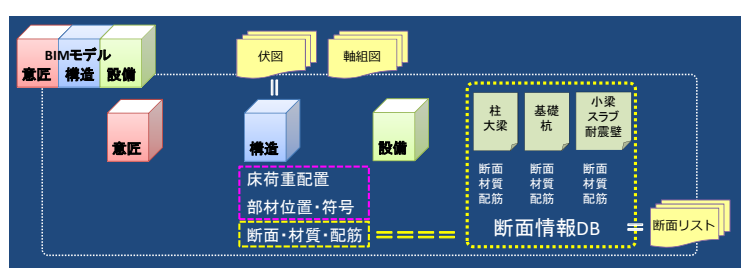 BIMモデル
意匠 構造 設備
伏図
軸組図
意匠
構造
設備
柱
大梁
基礎
杭
小梁
スラブ
耐震壁
床荷重配置
部材位置・符号
断面・材質・配筋
断面
材質
配筋
断面
材質
配筋
断面
材質
配筋
断面情報DB
断面リスト